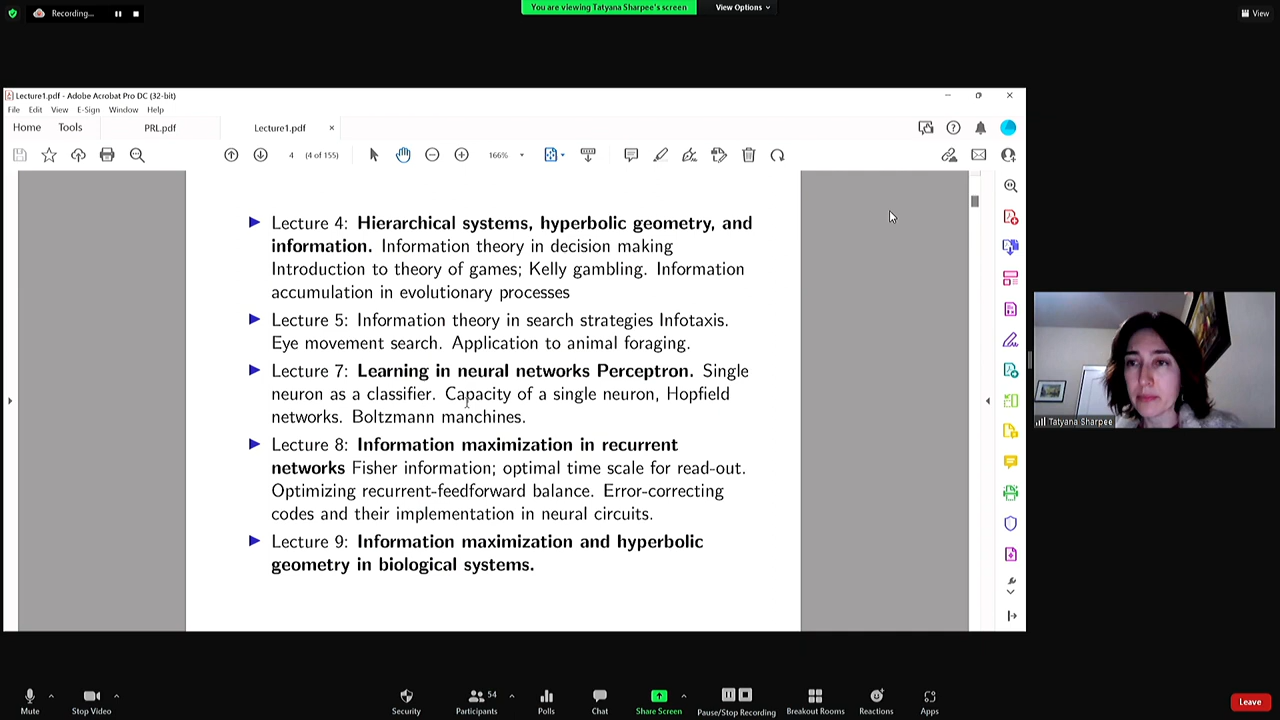 Recording...
You are viewing Tatyana Sharpee's screen
View Options
View
Lecture1.pdf - Adobe Acrobat Pro DC (32-bit)
File Edit View E-Sign Window Help
Home Tools PRL.pdf Lecture1.pdf ×
4 (4 of 155) 166%
Lecture 4: Hierarchical systems, hyperbolic geometry, and
information. Information theory in decision making
Introduction to theory of games; Kelly gambling. Information
accumulation in evolutionary processes
Lecture 5: Information theory in search strategies Infotaxis.
Eye movement search. Application to animal foraging.
Lecture 7: Learning in neural networks Perceptron. Single
neuron as a classifier. Capacity of a single neuron, Hopfield
networks. Boltzmann manchines.
Lecture 8: Information maximization in recurrent
networks Fisher information; optimal time scale for read-out.
Optimizing recurrent-feedforward balance. Error-correcting
codes and their implementation in neural circuits.
Lecture 9: Information maximization and hyperbolic
geometry in biological systems.
Tatyana Sharpee
Mute Stop Video Security Participants 54 Polls Chat Share Screen Pause/Stop Recording Breakout Rooms Reactions Apps Leave